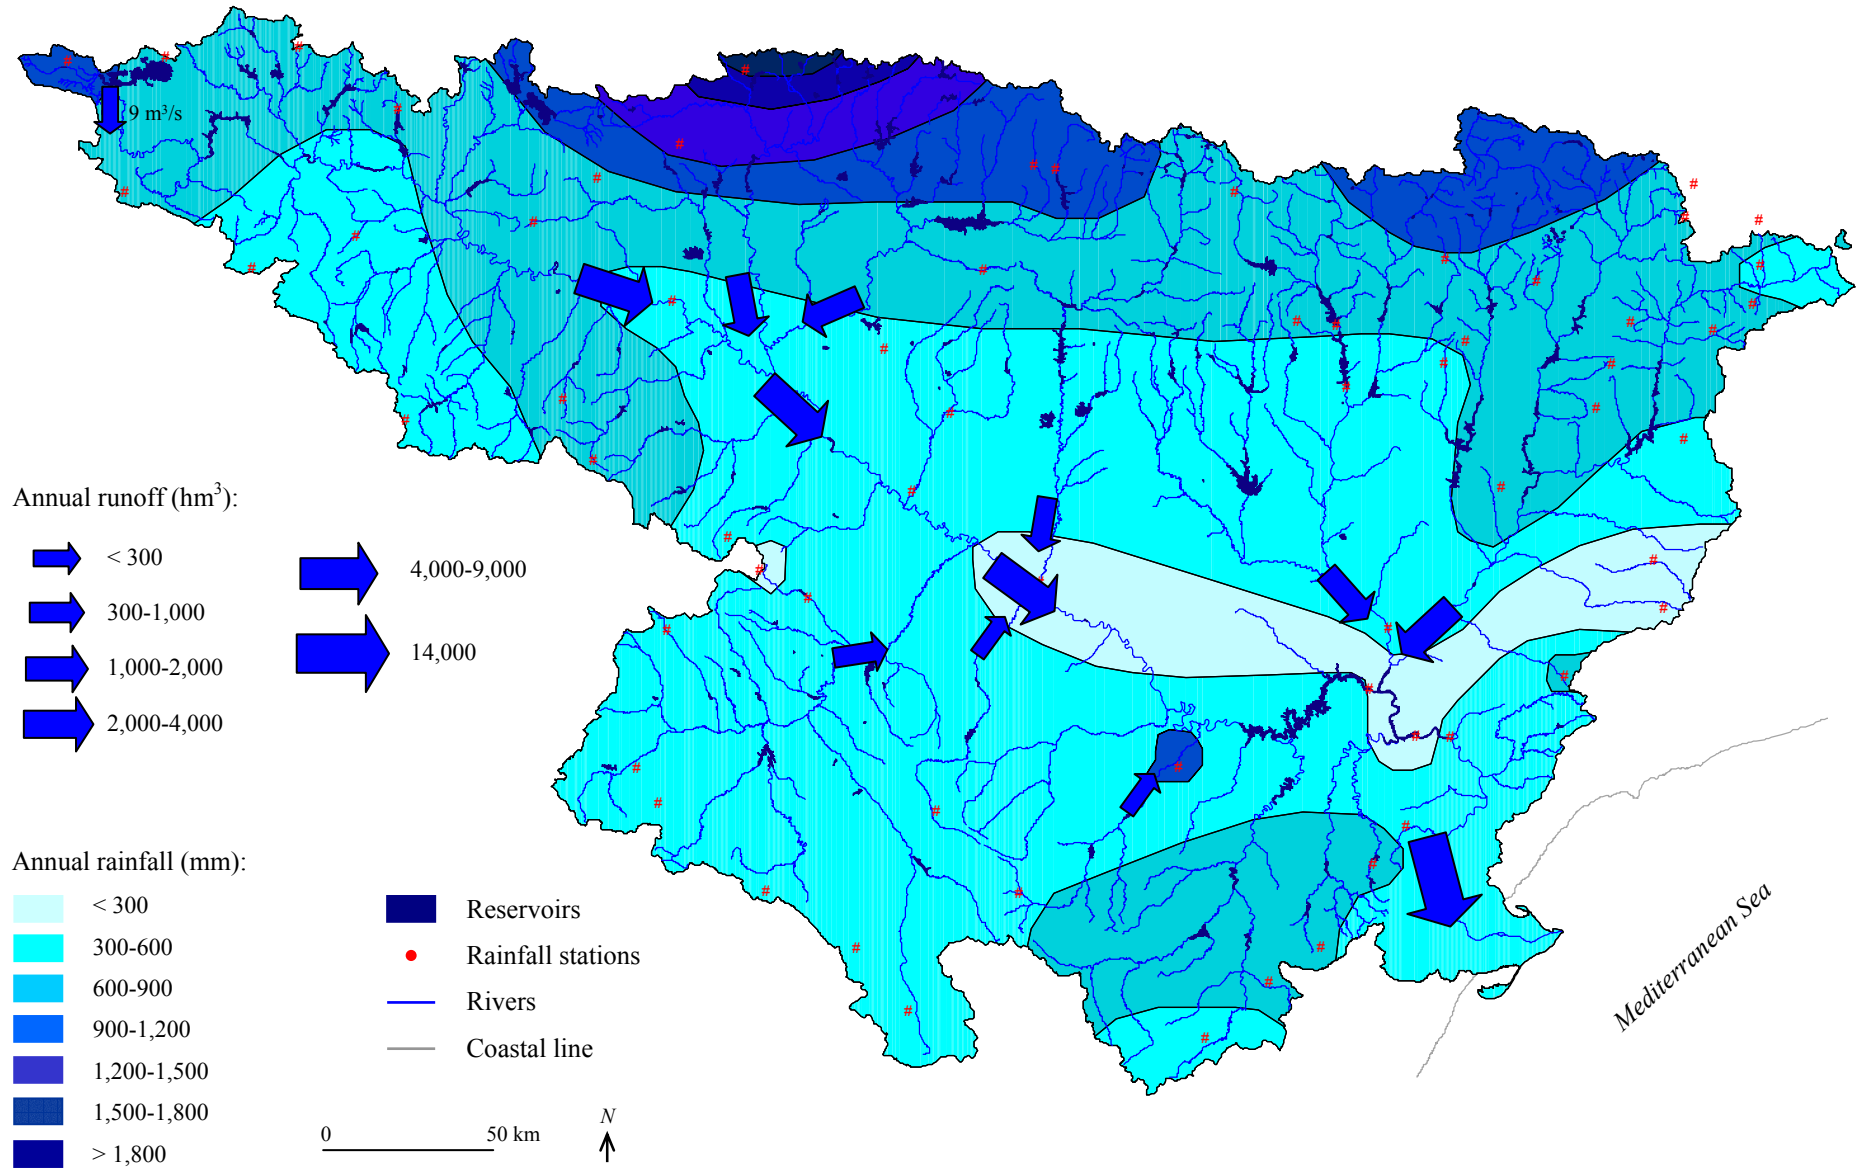 9 m³/s
Annual runoff (hm³):
< 300
300-1,000
1,000-2,000
2,000-4,000
4,000-9,000
14,000
Annual rainfall (mm):
< 300
300-600
600-900
900-1,200
1,200-1,500
1,500-1,800
> 1,800
Reservoirs
Rainfall stations
Rivers
Coastal line
0 50 km
N
Mediterranean Sea